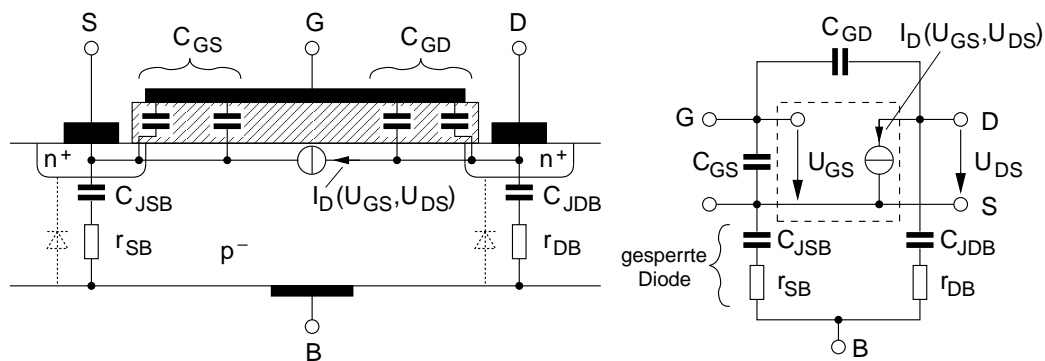 S
C_GS
G
C_GD
D
n⁺
n⁺
I_D(U_GS,U_DS)
C_JSB
C_JDB
r_SB
p⁻
r_DB
B
C_GD
I_D(U_GS,U_DS)
G
D
C_GS
U_GS
U_DS
S
gesperrte
Diode
C_JSB
C_JDB
r_SB
r_DB
B